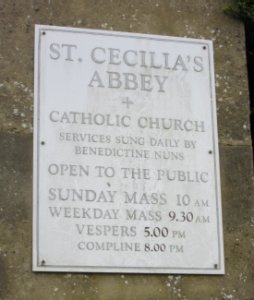 ST. CECILIA'S
ABBEY
+
CATHOLIC CHURCH
SERVICES SUNG DAILY BY
BENEDICTINE NUNS
OPEN TO THE PUBLIC
SUNDAY MASS 10 AM
WEEKDAY MASS 9.30 AM
VESPERS 5.00 PM
COMPLINE 8.00 PM